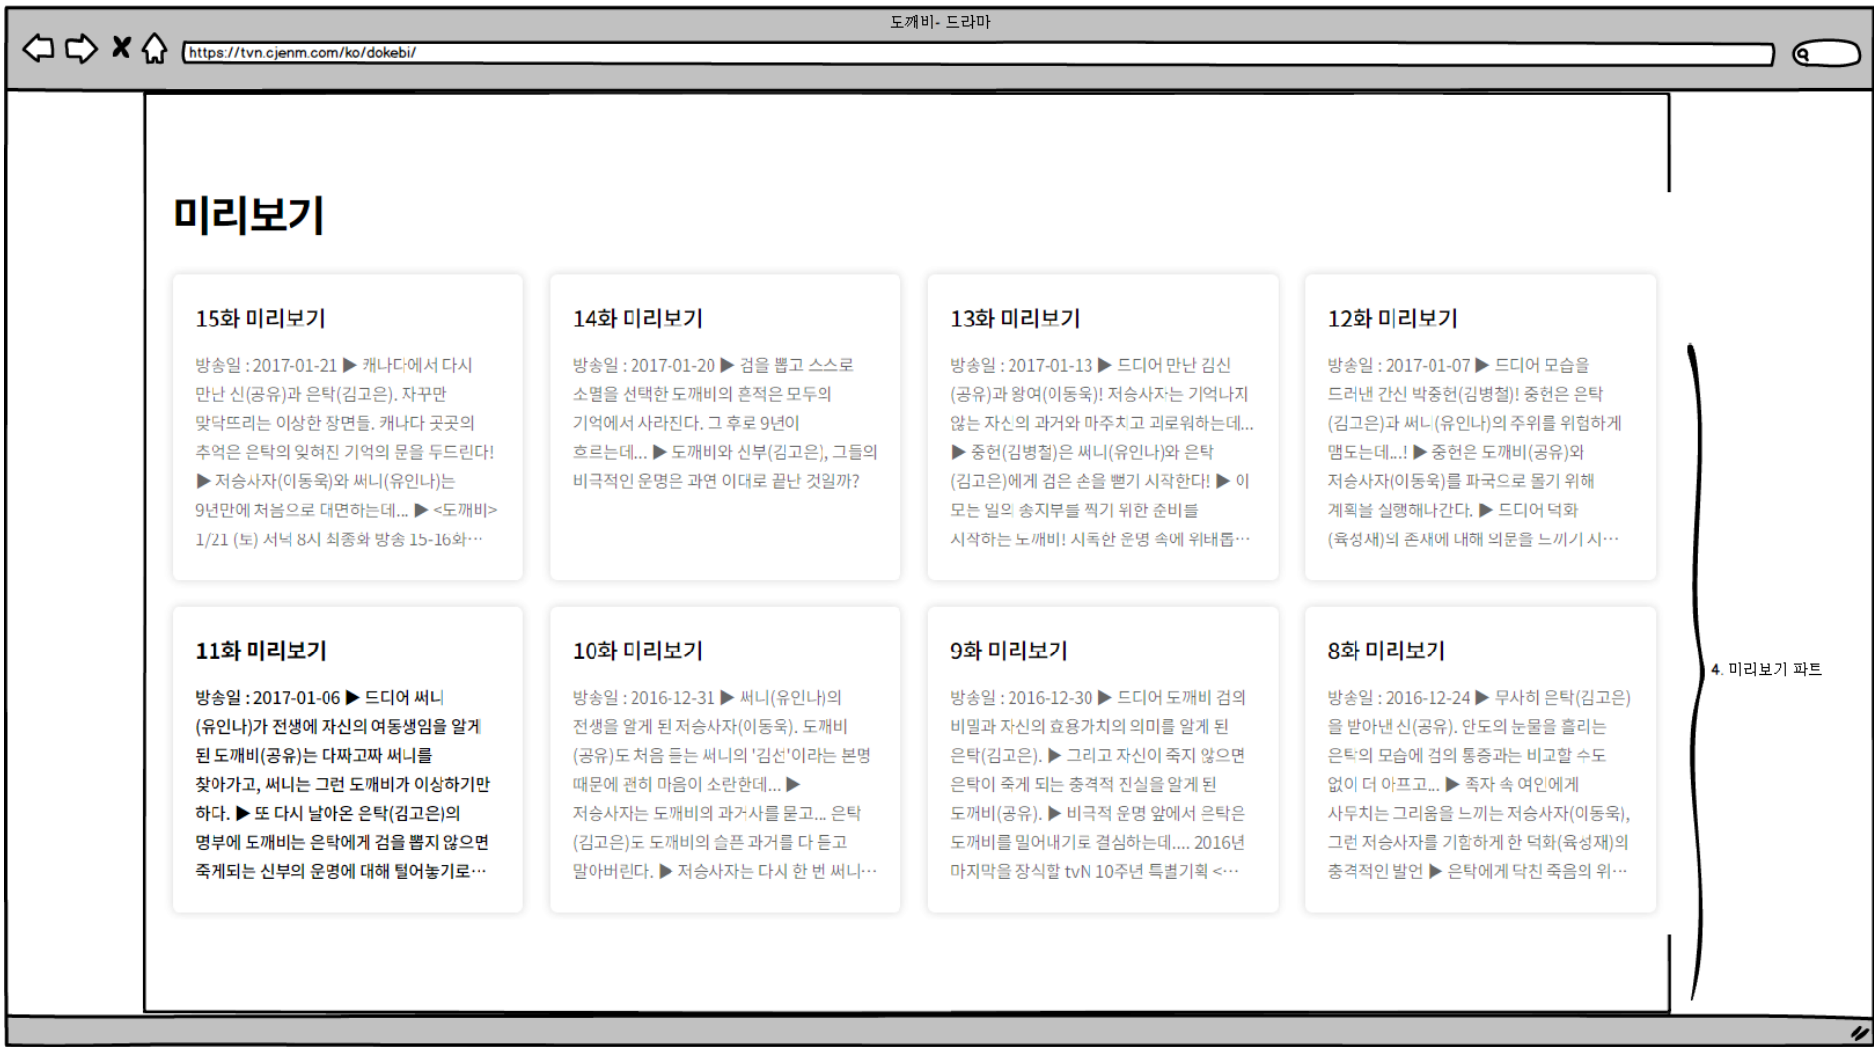 도깨비- 드라마
https://tvn.cjenm.com/ko/dokebi/
미리보기
15화 미리보기
방송일 : 2017-01-21 ▶ 캐나다에서 다시
만난 신(공유)과 은탁(김고은). 자꾸만
맞닥뜨리는 이상한 장면들. 캐나다 곳곳의
추억은 은탁의 잊혀진 기억의 문을 두드린다!
▶ 저승사자(이동욱)와 써니(유인나)는
9년만에 처음으로 대면하는데... ▶ <도깨비>
1/21 (토) 저녁 8시 최종화 방송 15-16화···
14화 미리보기
방송일 : 2017-01-20 ▶ 검을 뽑고 스스로
소멸을 선택한 도깨비의 흔적은 모두의
기억에서 사라진다. 그 후로 9년이
흐르는데... ▶ 도깨비와 신부(김고은), 그들의
비극적인 운명은 과연 이대로 끝난 것일까?
13화 미리보기
방송일 : 2017-01-13 ▶ 드디어 만난 김신
(공유)과 왕여(이동욱)! 저승사자는 기억나지
않는 자신의 과거와 마주치고 괴로워하는데...
▶ 중헌(김병철)은 써니(유인나)와 은탁
(김고은)에게 검은 손을 뻗기 시작한다! ▶ 이
모든 일의 종지부를 찍기 위한 준비를
시작하는 도깨비! 지독한 운명 속에 위태롭···
12화 미리보기
방송일 : 2017-01-07 ▶ 드디어 모습을
드러낸 간신 박중헌(김병철)! 중헌은 은탁
(김고은)과 써니(유인나)의 주위를 위험하게
맴도는데...! ▶ 중헌은 도깨비(공유)와
저승사자(이동욱)를 파국으로 몰기 위해
계획을 실행해나간다. ▶ 드디어 덕화
(육성재)의 존재에 대해 의문을 느끼기 시···
11화 미리보기
방송일 : 2017-01-06 ▶ 드디어 써니
(유인나)가 전생에 자신의 여동생임을 알게
된 도깨비(공유)는 다짜고짜 써니를
찾아가고, 써니는 그런 도깨비가 이상하기만
하다. ▶ 또 다시 날아온 은탁(김고은)의
명부에 도깨비는 은탁에게 검을 뽑지 않으면
죽게되는 신부의 운명에 대해 털어놓기로···
10화 미리보기
방송일 : 2016-12-31 ▶ 써니(유인나)의
전생을 알게 된 저승사자(이동욱). 도깨비
(공유)도 처음 듣는 써니의 '김선'이라는 본명
때문에 괜히 마음이 소란한데... ▶
저승사자는 도깨비의 과거사를 묻고... 은탁
(김고은)도 도깨비의 슬픈 과거를 다 듣고
말아버린다. ▶ 저승사자는 다시 한 번 써니···
9화 미리보기
방송일 : 2016-12-30 ▶ 드디어 도깨비 검의
비밀과 자신의 효용가치의 의미를 알게 된
은탁(김고은). ▶ 그리고 자신이 죽지 않으면
은탁이 죽게 되는 충격적 진실을 알게 된
도깨비(공유). ▶ 비극적 운명 앞에서 은탁은
도깨비를 밀어내기로 결심하는데.... 2016년
마지막을 장식할 tvN 10주년 특별기획 <···
8화 미리보기
방송일 : 2016-12-24 ▶ 무사히 은탁(김고은)
을 받아낸 신(공유). 안도의 눈물을 흘리는
은탁의 모습에 검의 통증과는 비교할 수도
없이 더 아프고... ▶ 족자 속 여인에게
사무치는 그리움을 느끼는 저승사자(이동욱),
그런 저승사자를 기함하게 한 덕화(육성재)의
충격적인 발언 ▶ 은탁에게 닥친 죽음의 위···
4. 미리보기 파트